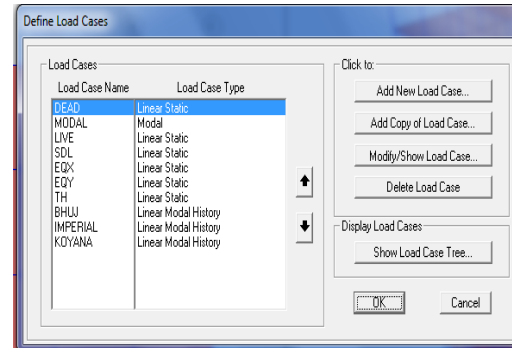 Define Load Cases
Load Cases
Load Case Name Load Case Type
DEAD Linear Static
MODAL Modal
LIVE Linear Static
SDL Linear Static
EQX Linear Static
EQY Linear Static
TH Linear Static
BHUJ Linear Modal History
IMPERIAL Linear Modal History
KOYANA Linear Modal History
Click to:
Add New Load Case...
Add Copy of Load Case...
Modify/Show Load Case...
Delete Load Case
Display Load Cases
Show Load Case Tree...
OK Cancel